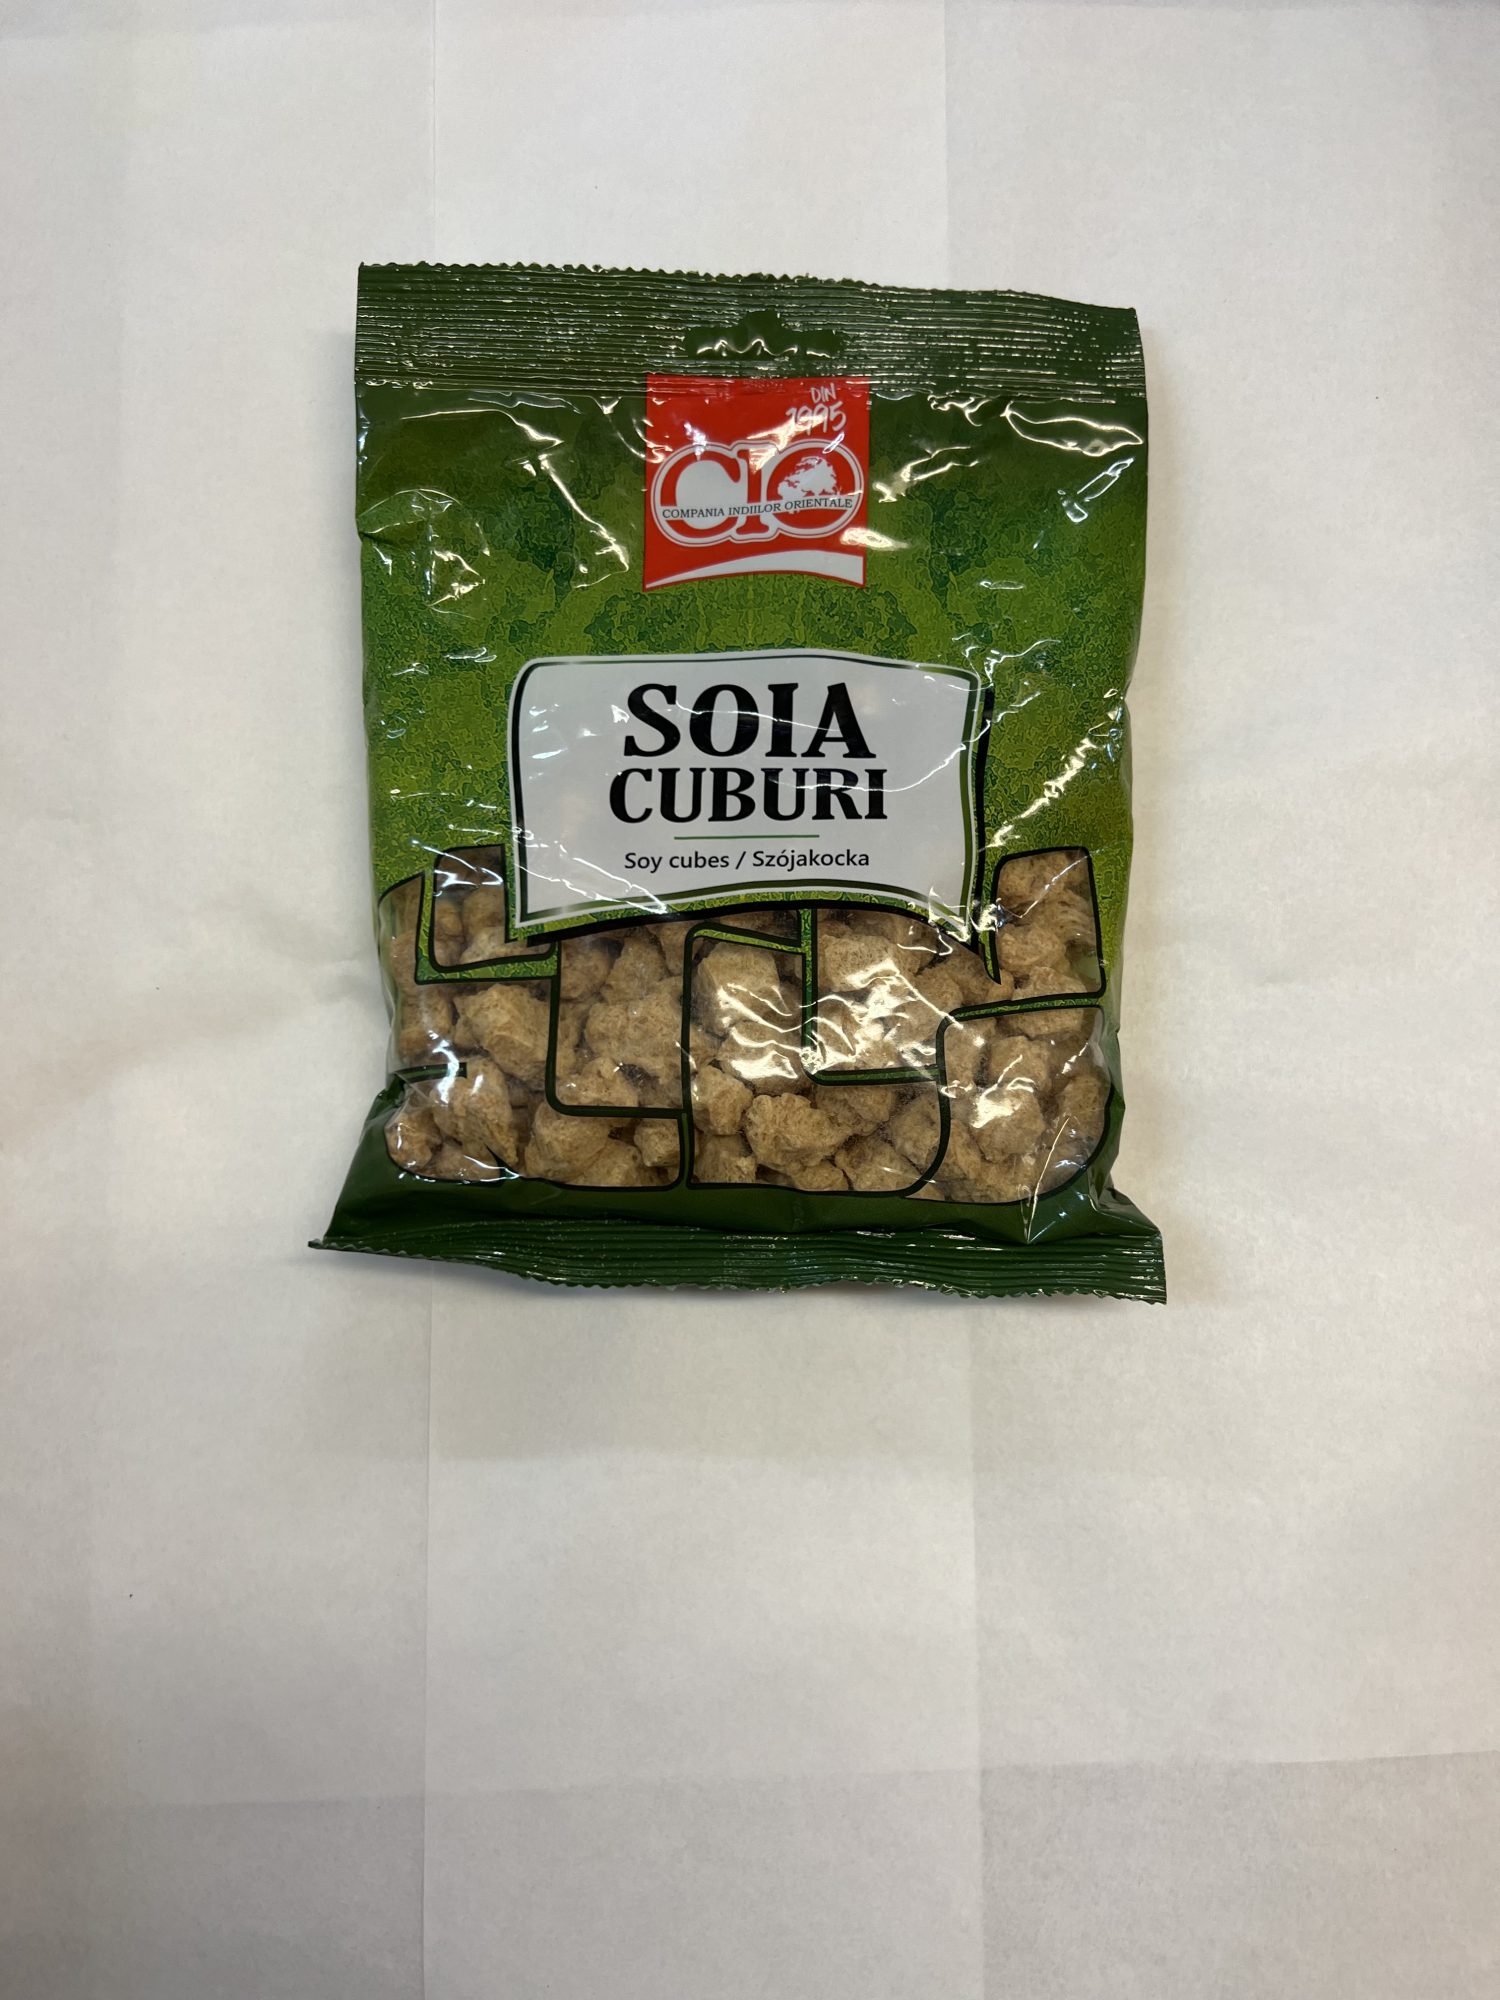 DIN
1995
CIO
COMPANIA INDIILOR ORIENTALE
SOIA
CUBURI
Soy cubes / Szójakocka